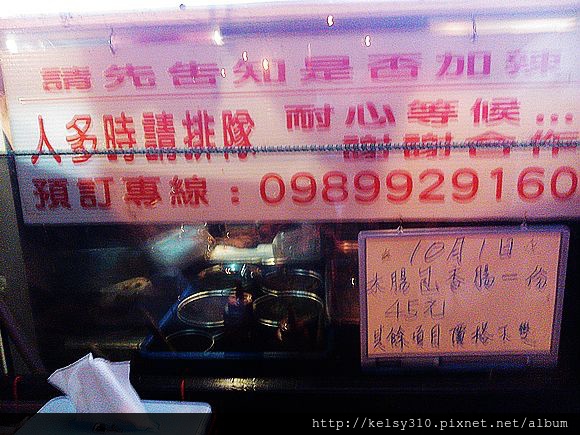 請先告知是否加辣
人多時請排隊 耐心等候...
謝謝合作
預訂專線：0989929160
10月1日
米腸包香腸一份
45元
其餘項目價格不變
http://kelsy310.pixnet.net/album